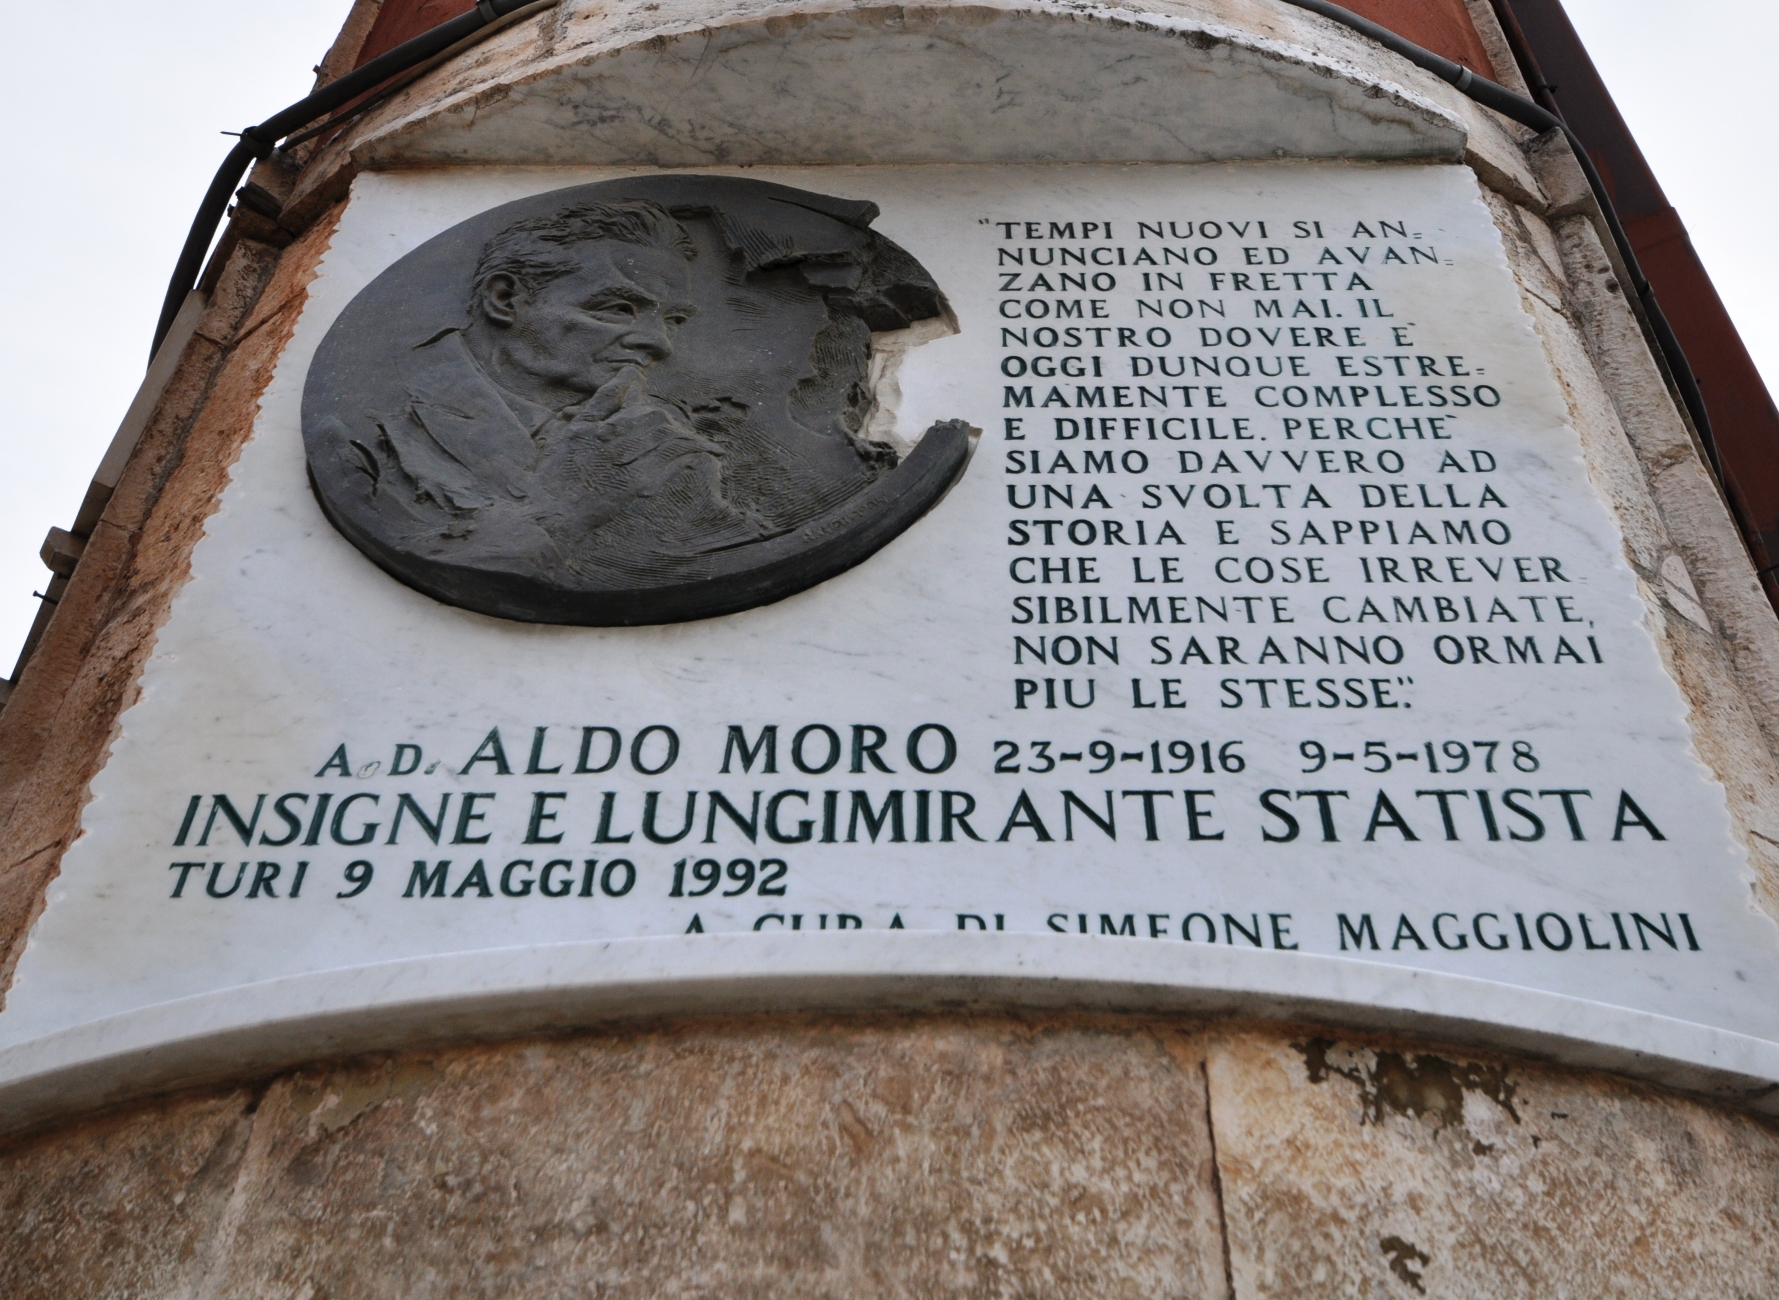 "TEMPI NUOVI SI AN=
NUNCIANO ED AVAN=
ZANO IN FRETTA
COME NON MAI. IL
NOSTRO DOVERE E'
OGGI DUNQUE ESTRE=
MAMENTE COMPLESSO
E DIFFICILE. PERCHE'
SIAMO DAVVERO AD
UNA SVOLTA DELLA
STORIA E SAPPIAMO
CHE LE COSE IRREVER=
SIBILMENTE CAMBIATE,
NON SARANNO ORMAI
PIU LE STESSE".
A. D. ALDO MORO 23-9-1916 9-5-1978
INSIGNE E LUNGIMIRANTE STATISTA
TURI 9 MAGGIO 1992
A CURA DI SIMEONE MAGGIOLINI